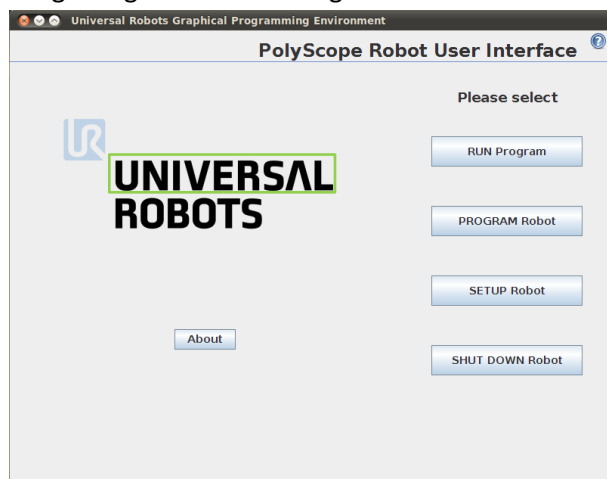 Universal Robots Graphical Programming Environment
PolyScope Robot User Interface ?
Please select
UR
UNIVERSAL
ROBOTS
RUN Program
PROGRAM Robot
SETUP Robot
About
SHUT DOWN Robot